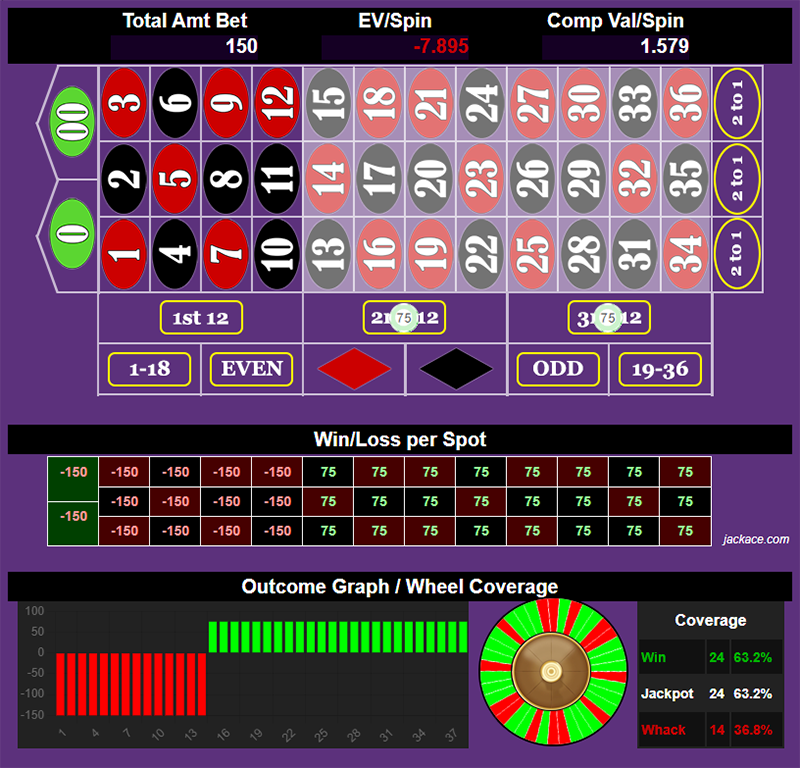 Total Amt Bet EV/Spin Comp Val/Spin
150 -7.895 1.579
00 3 6 9 12 15 18 21 24 27 30 33 36 2 to 1
2 5 8 11 14 17 20 23 26 29 32 35 2 to 1
0 1 4 7 10 13 16 19 22 25 28 31 34 2 to 1
1st 12 75 12 75 12
1-18 EVEN ODD 19-36
Win/Loss per Spot
-150 -150 -150 -150 -150 75 75 75 75 75 75 75 75
-150 -150 -150 -150 75 75 75 75 75 75 75 75
-150 -150 -150 -150 -150 75 75 75 75 75 75 75 75
jackace.com
Outcome Graph / Wheel Coverage
100
50
0
-50
-100
-150
1 4 7 10 13 16 19 22 25 28 31 34 37
Coverage
Win 24 63.2%
Jackpot 24 63.2%
Whack 14 36.8%